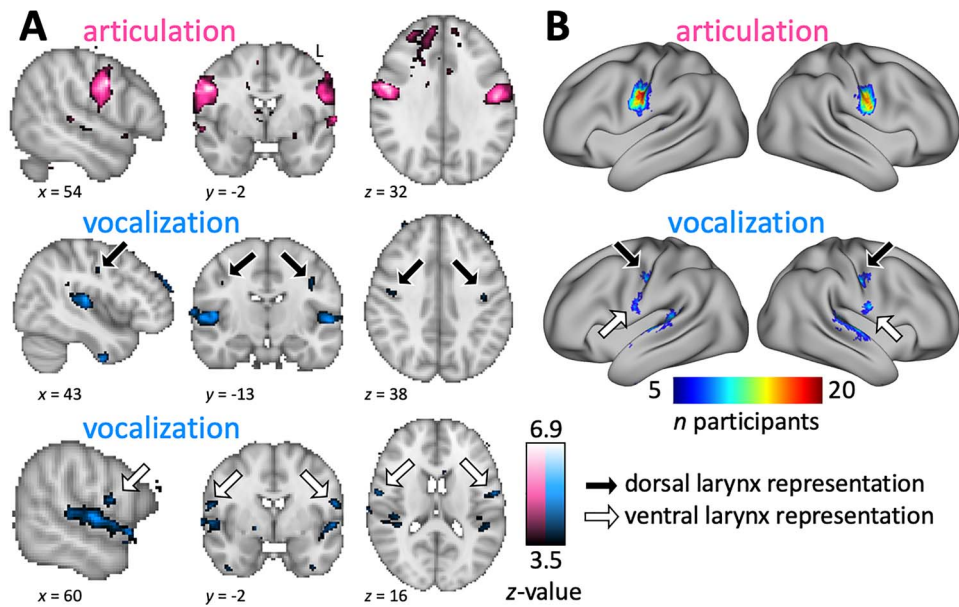 A
articulation
L
x = 54
y = -2
z = 32
vocalization
x = 43
y = -13
z = 38
vocalization
x = 60
y = -2
z = 16
6.9
3.5
z-value
B
articulation
vocalization
5
20
n participants
dorsal larynx representation
ventral larynx representation